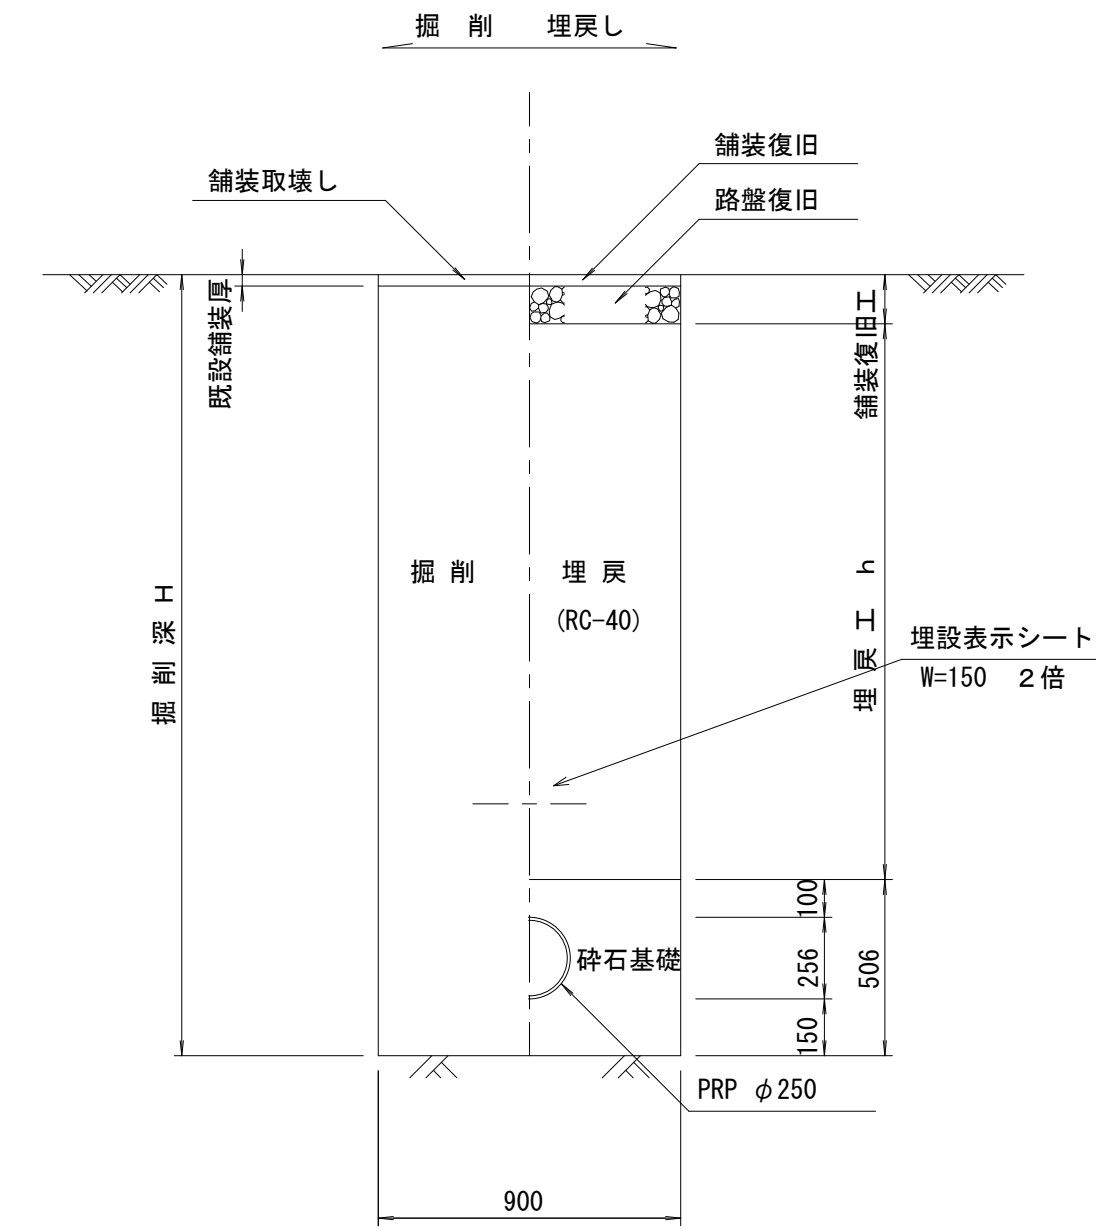 掘 削 埋戻し
舗装復旧
舗装取壊し
路盤復旧
既設舗装厚
舗装復旧工
掘 削
埋 戻
(RC-40)
掘 削 深 H
埋 戻 工 h
埋設表示シート
W=150 2倍
100
256
506
150
砕石基礎
PRP φ250
900